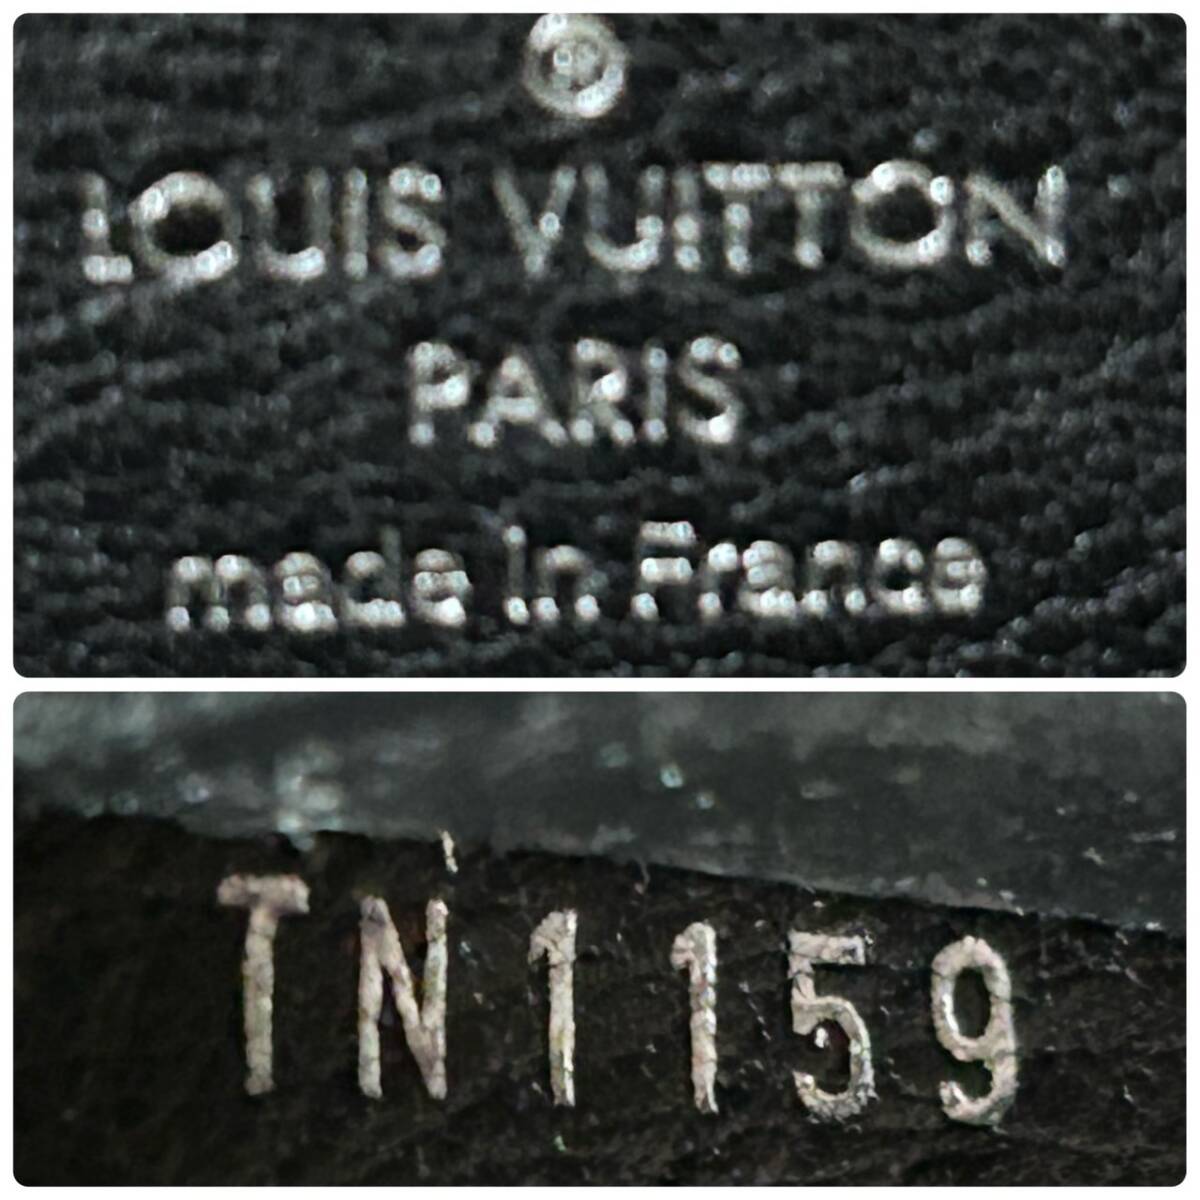 ®
LOUIS VUITTON
PARIS
made in France
TN1159